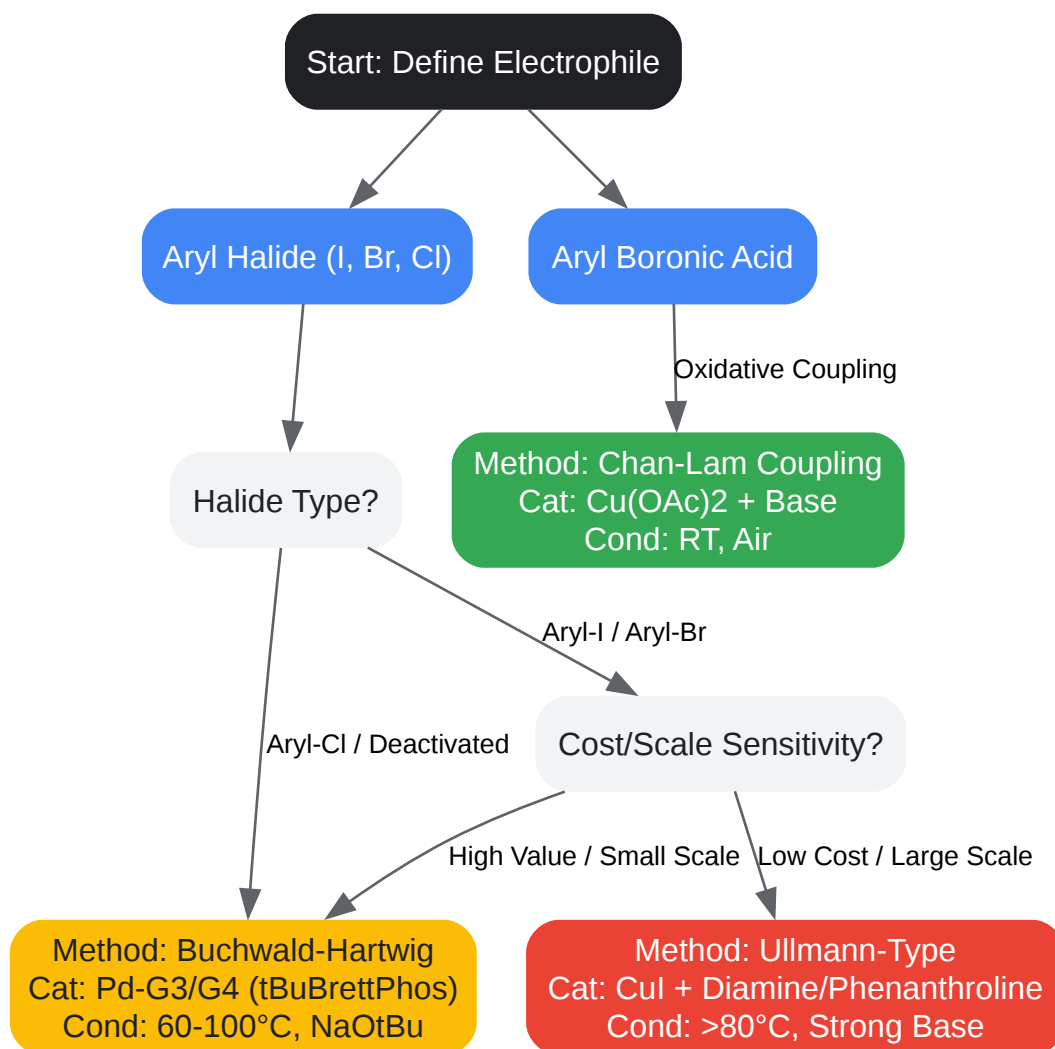 Start: Define Electrophile
Aryl Halide (I, Br, Cl)
Aryl Boronic Acid
Oxidative Coupling
Halide Type?
Method: Chan-Lam Coupling
Cat: Cu(OAc)2 + Base
Cond: RT, Air
Aryl-I / Aryl-Br
Aryl-Cl / Deactivated
Cost/Scale Sensitivity?
High Value / Small Scale
Low Cost / Large Scale
Method: Buchwald-Hartwig
Cat: Pd-G3/G4 (tBuBrettPhos)
Cond: 60-100°C, NaOtBu
Method: Ullmann-Type
Cat: CuI + Diamine/Phenanthroline
Cond: >80°C, Strong Base